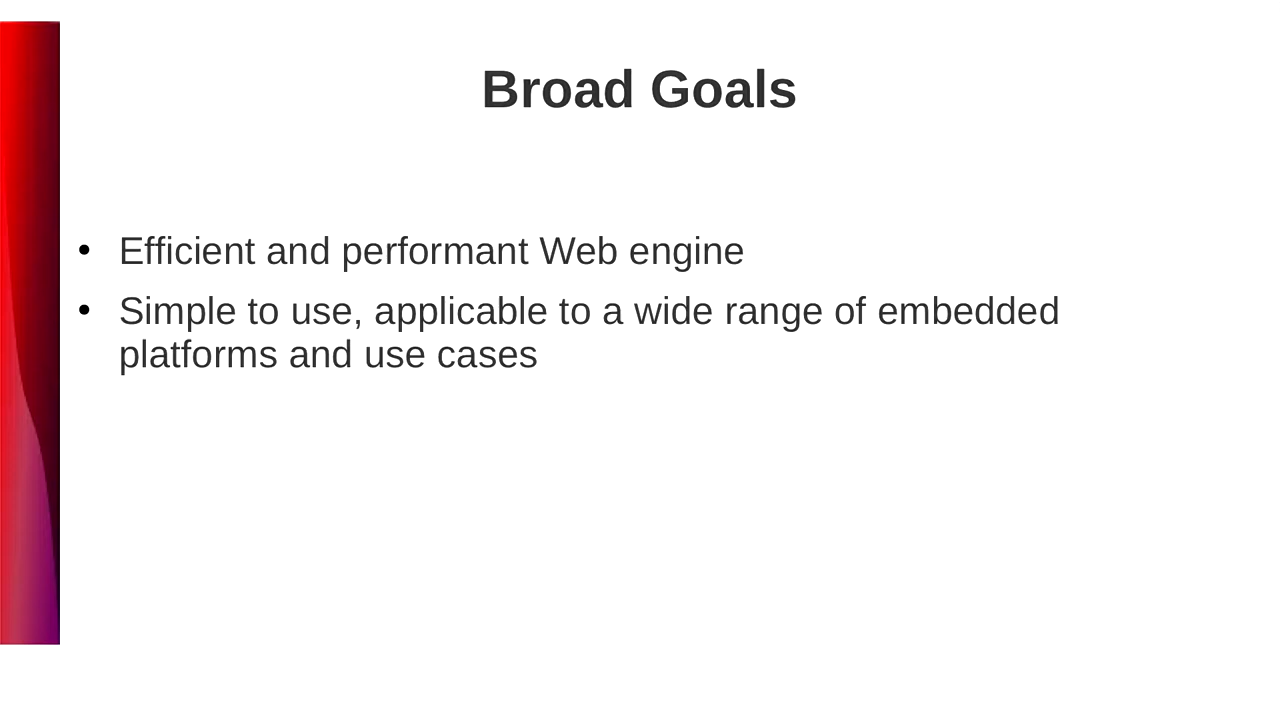 Broad Goals
• Efficient and performant Web engine
• Simple to use, applicable to a wide range of embedded
platforms and use cases